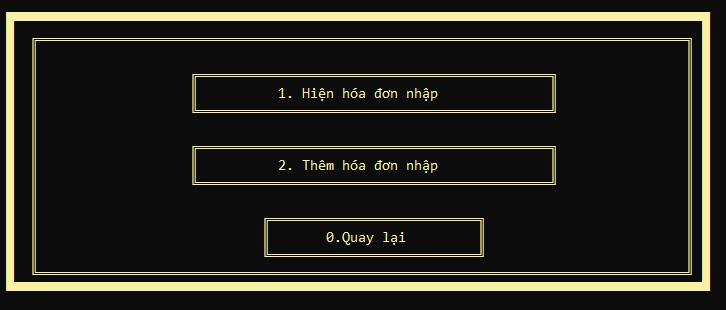 1. Hiện hóa đơn nhập
2. Thêm hóa đơn nhập
0.Quay lại